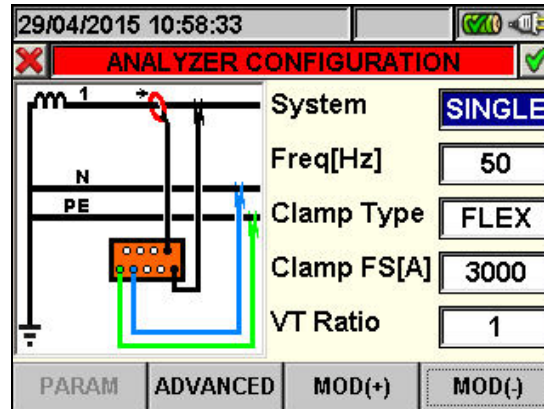 29/04/2015 10:58:33
ANALYZER CONFIGURATION
1
System SINGLE
Freq[Hz] 50
N
PE
Clamp Type FLEX
Clamp FS[A] 3000
VT Ratio 1
PARAM ADVANCED MOD(+) MOD(-)